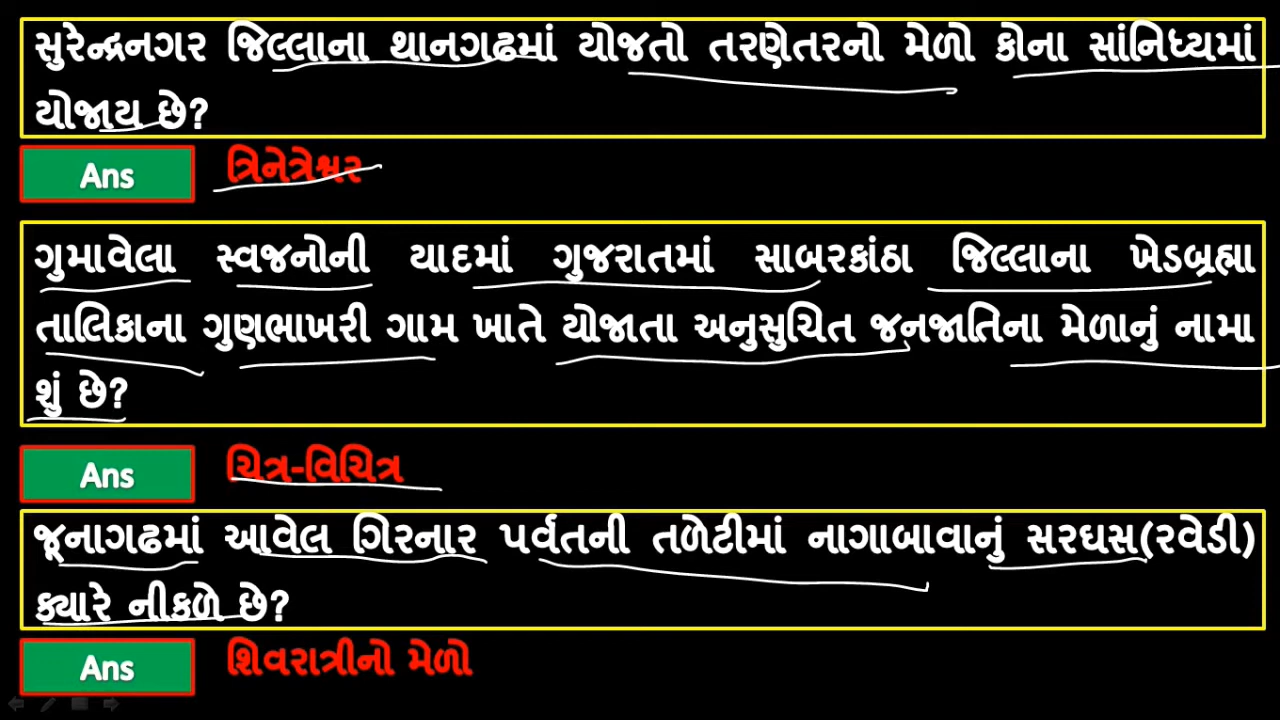 સુરેન્દ્રનગર જિલ્લાના થાનગઢમાં યોજતો તરણેતરનો મેળો કોના સાંનિધ્યમાં
યોજાય છે?
Ans ત્રિનેત્રેશ્વર
ગુમાવેલા સ્વજનોની યાદમાં ગુજરાતમાં સાબરકાંઠા જિલ્લાના ખેડબ્રહ્મા
તાલિકાના ગુણભાખરી ગામ ખાતે યોજાતા અનુસુચિત જનજાતિના મેળાનું નામા
શું છે?
Ans ચિત્ર-વિચિત્ર
જૂનાગઢમાં આવેલ ગિરનાર પર્વતની તળેટીમાં નાગાબાવાનું સરઘસ(રવેડી)
ક્યારે નીકળે છે?
Ans શિવરાત્રીનો મેળો